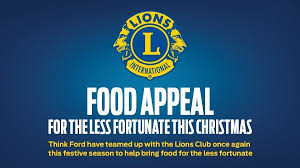 LIONS
L
INTERNATIONAL
FOOD APPEAL
FOR THE LESS FORTUNATE THIS CHRISTMAS
Think Ford have teamed up with the Lions Club once again
this festive season to help bring food for the less fortunate